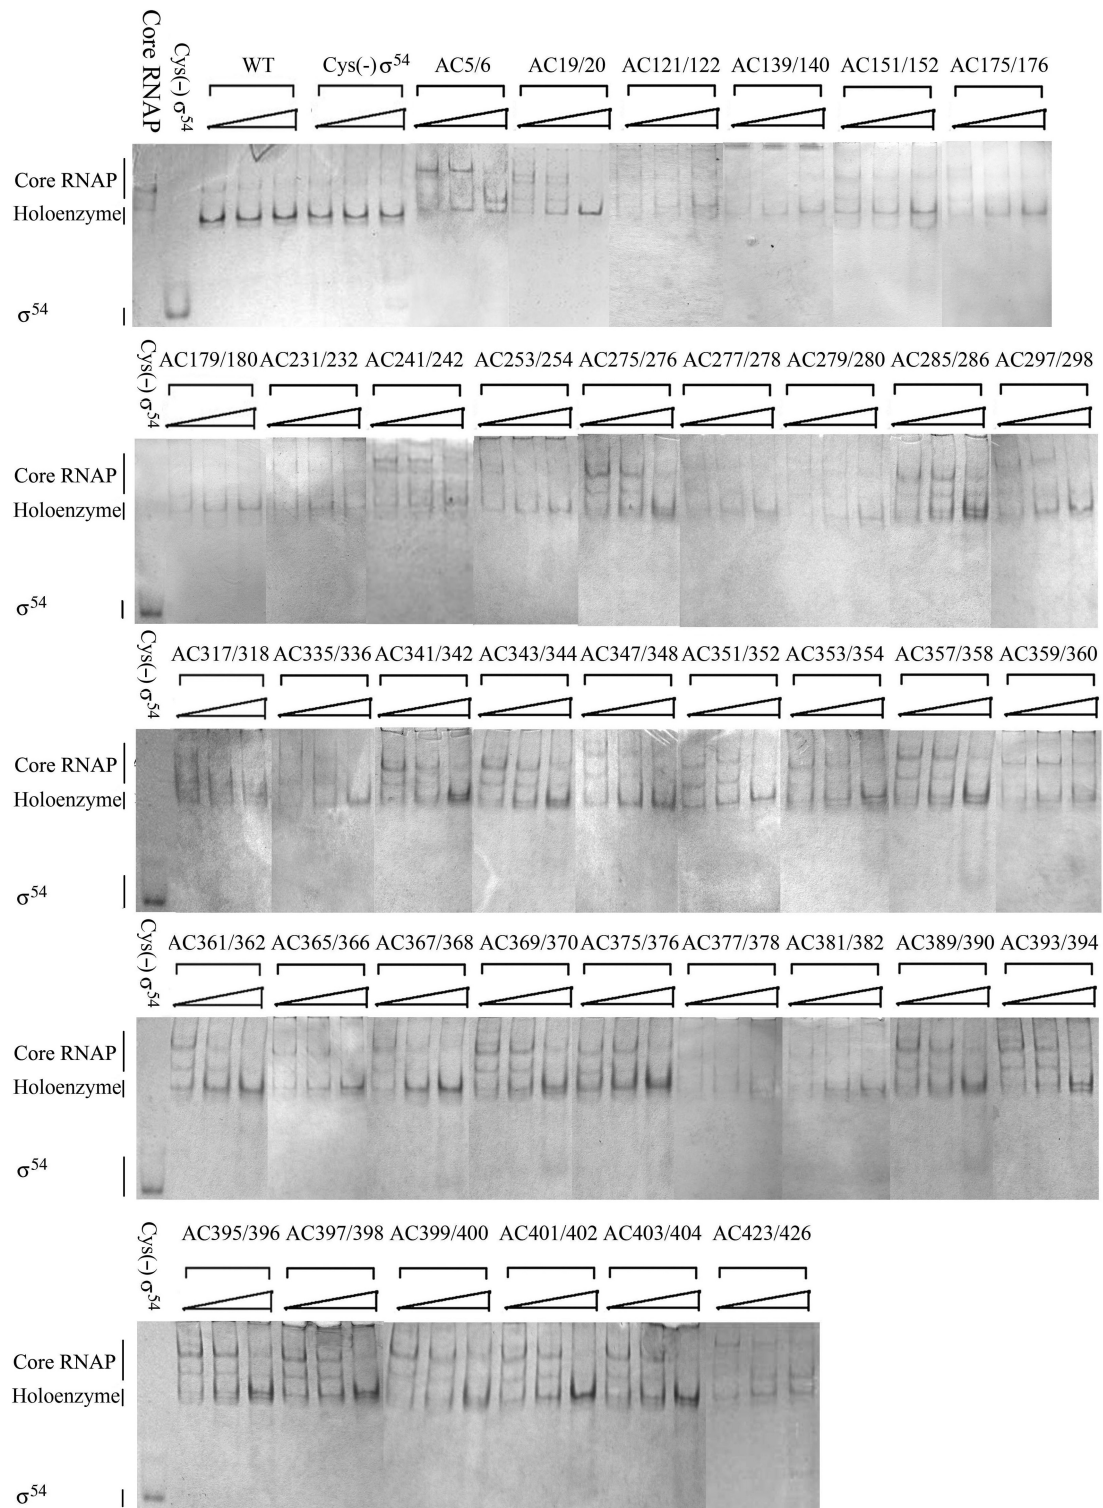 Core RNAP
Cys(-) σ54
WT
Cys(-) σ54
AC5/6
AC19/20
AC121/122
AC139/140
AC151/152
AC175/176
Core RNAP
Holoenzyme
σ54
Cys(-) σ54
AC179/180
AC231/232
AC241/242
AC253/254
AC275/276
AC277/278
AC279/280
AC285/286
AC297/298
Core RNAP
Holoenzyme
σ54
Cys(-) σ54
AC317/318
AC335/336
AC341/342
AC343/344
AC347/348
AC351/352
AC353/354
AC357/358
AC359/360
Core RNAP
Holoenzyme
σ54
Cys(-) σ54
AC361/362
AC365/366
AC367/368
AC369/370
AC375/376
AC377/378
AC381/382
AC389/390
AC393/394
Core RNAP
Holoenzyme
σ54
Cys(-) σ54
AC395/396
AC397/398
AC399/400
AC401/402
AC403/404
AC423/426
Core RNAP
Holoenzyme
σ54